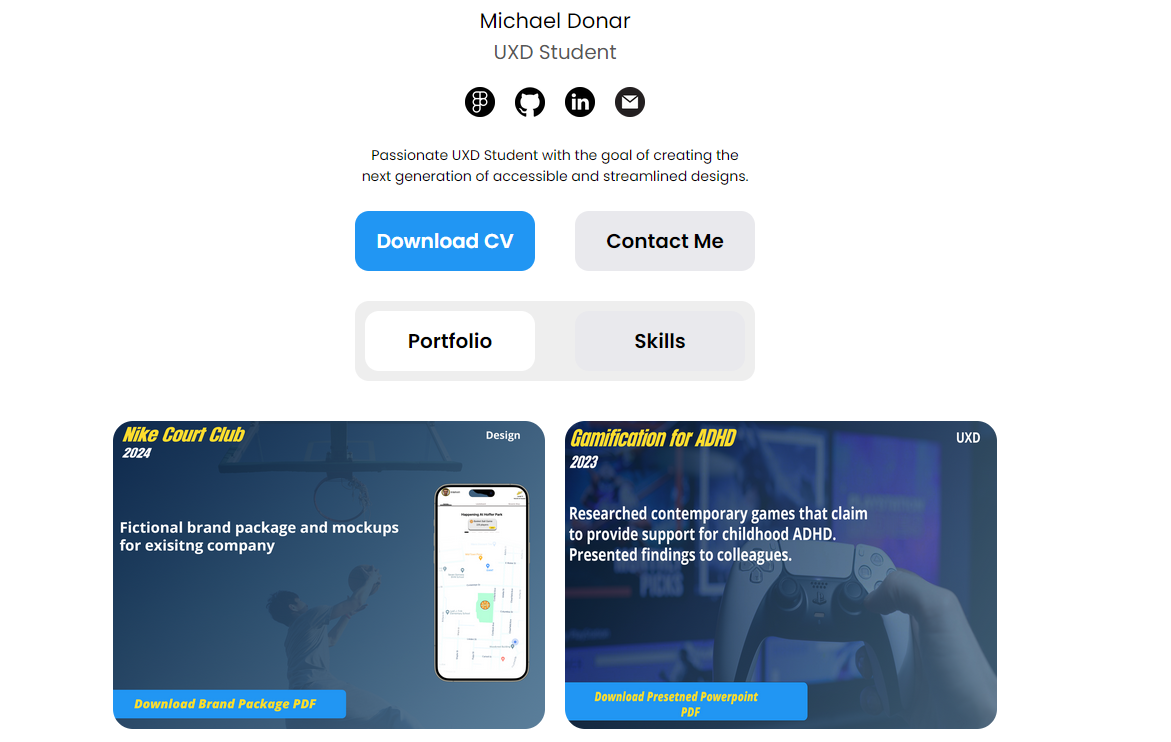 Michael Donar
UXD Student
in
Passionate UXD Student with the goal of creating the
next generation of accessible and streamlined designs.
Download CV
Contact Me
Portfolio
Skills
Nike Court Club
Design
2024
Fictional brand package and mockups
for exisitng company
Happening At Hoffer Park
Download Brand Package PDF
Gamification for ADHD
UXD
2023
Researched contemporary games that claim
to provide support for childhood ADHD.
Presented findings to colleagues.
PICKS
Download Presetned Powerpoint
PDF